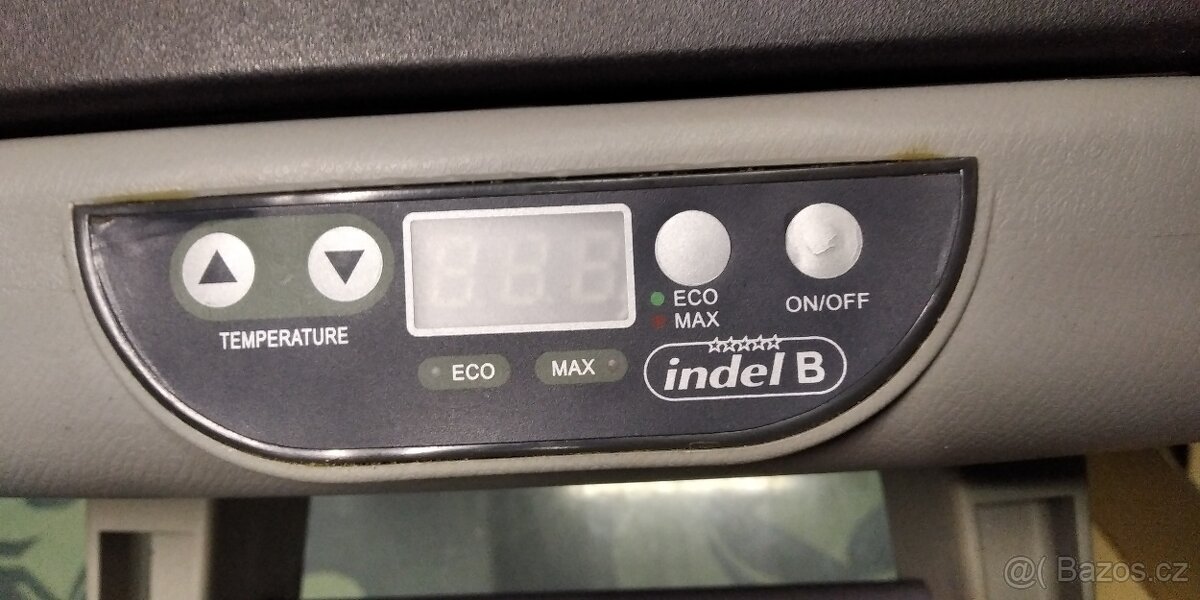 TEMPERATURE
ECO
MAX
ECO
MAX
ON/OFF
indel B
@( Bazos.cz